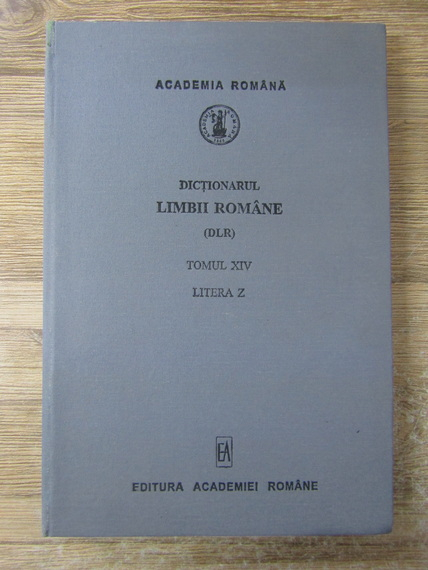 ACADEMIA ROMÂNĂ
DICȚIONARUL
LIMBII ROMÂNE
(DLR)
TOMUL XIV
LITERA Z
EA
EDITURA ACADEMIEI ROMÂNE